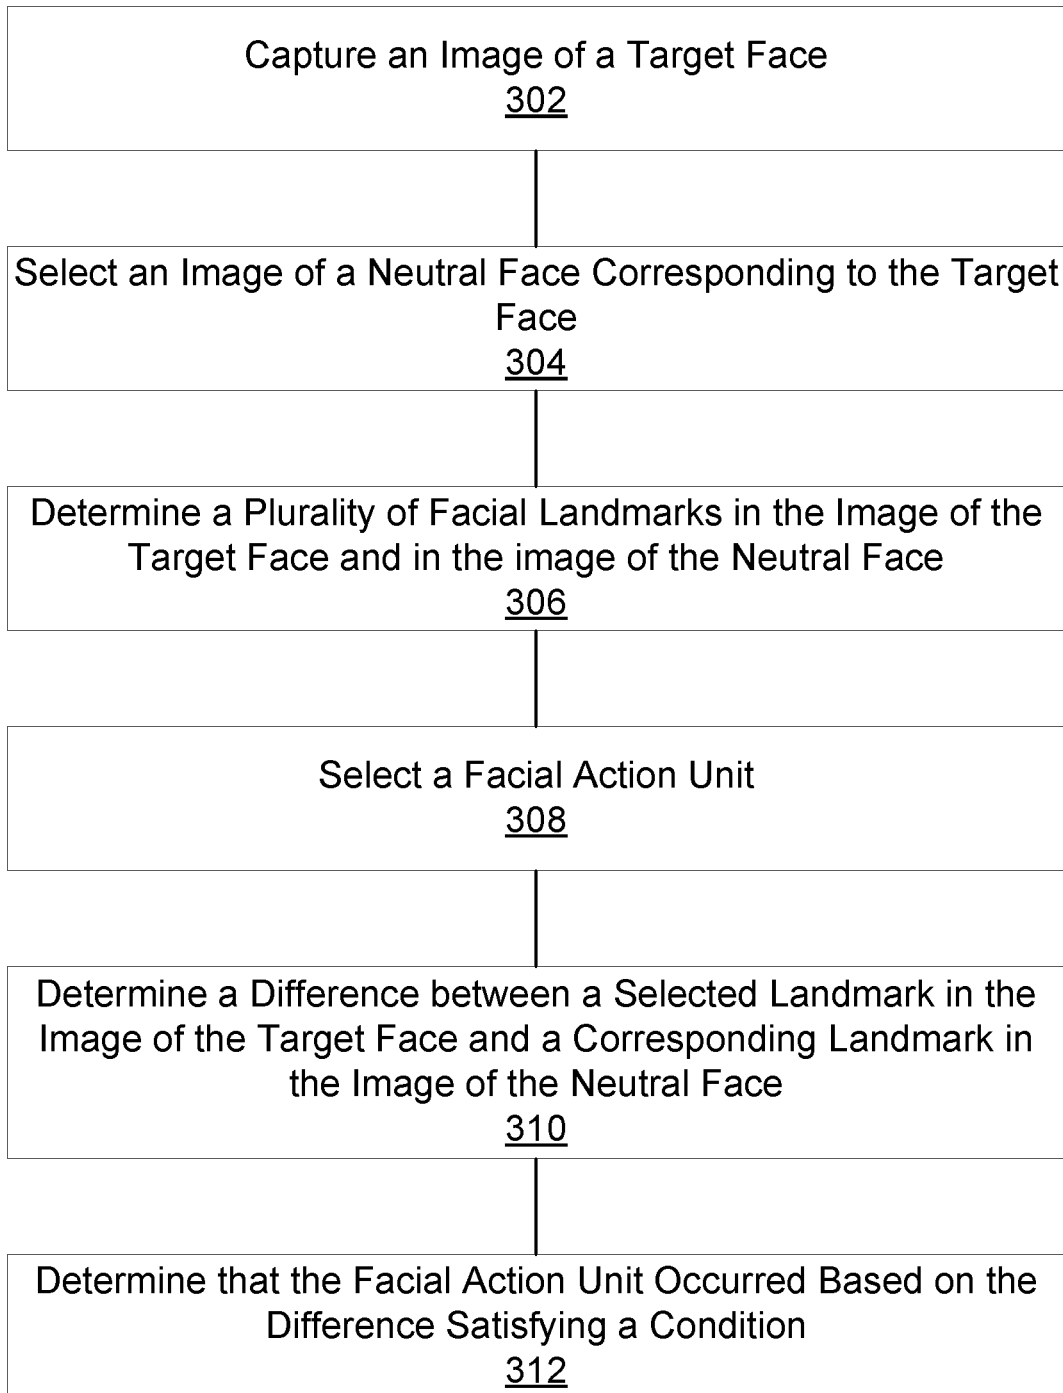 Capture an Image of a Target Face
302
Select an Image of a Neutral Face Corresponding to the Target
Face
304
Determine a Plurality of Facial Landmarks in the Image of the
Target Face and in the image of the Neutral Face
306
Select a Facial Action Unit
308
Determine a Difference between a Selected Landmark in the
Image of the Target Face and a Corresponding Landmark in
the Image of the Neutral Face
310
Determine that the Facial Action Unit Occurred Based on the
Difference Satisfying a Condition
312